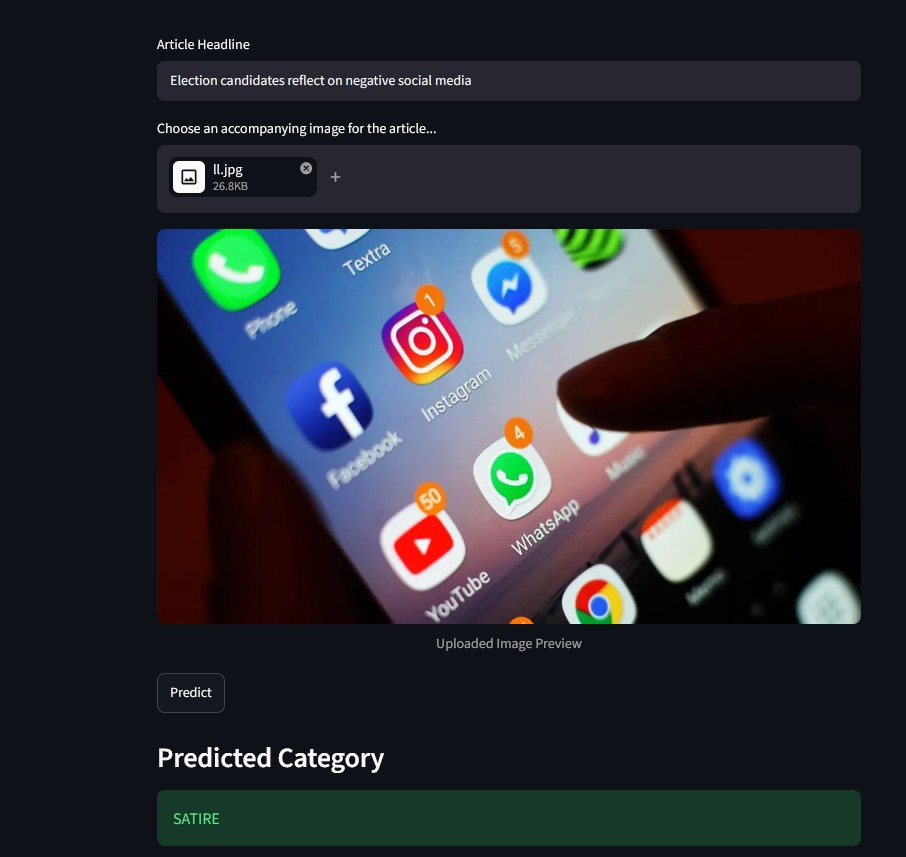 Article Headline
Election candidates reflect on negative social media
Choose an accompanying image for the article...
ll.jpg
26.8KB
Textra
Phone
5
1
Messenger
Instagram
Facebook
4
Music
50
WhatsApp
YouTube
Uploaded Image Preview
Predict
Predicted Category
SATIRE